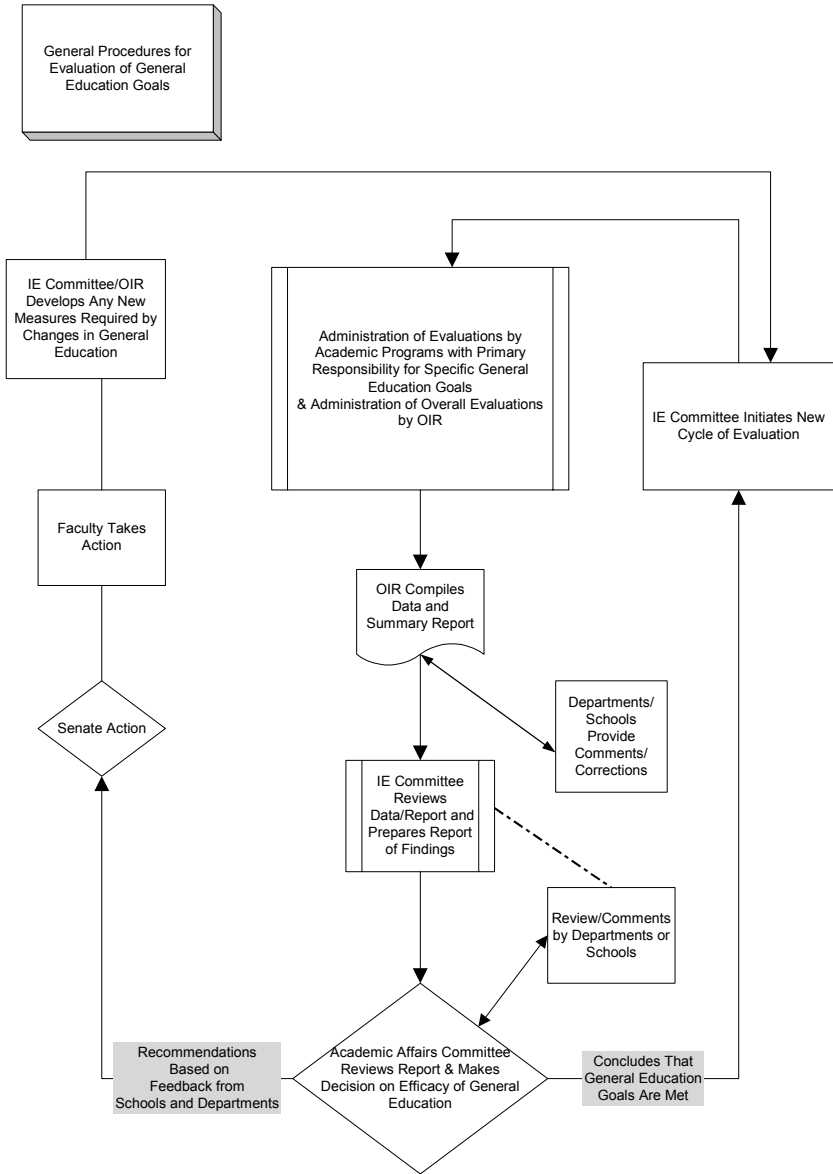 General Procedures for
Evaluation of General
Education Goals
IE Committee/OIR
Develops Any New
Measures Required by
Changes in General
Education
Administration of Evaluations by
Academic Programs with Primary
Responsibility for Specific General
Education Goals
& Administration of Overall Evaluations
by OIR
IE Committee Initiates New
Cycle of Evaluation
Faculty Takes
Action
OIR Compiles
Data and
Summary Report
Senate Action
Departments/
Schools
Provide
Comments/
Corrections
IE Committee
Reviews
Data/Report and
Prepares Report
of Findings
Review/Comments
by Departments or
Schools
Recommendations
Based on
Feedback from
Schools and Departments
Academic Affairs Committee
Reviews Report & Makes
Decision on Efficacy of General
Education
Concludes That
General Education
Goals Are Met